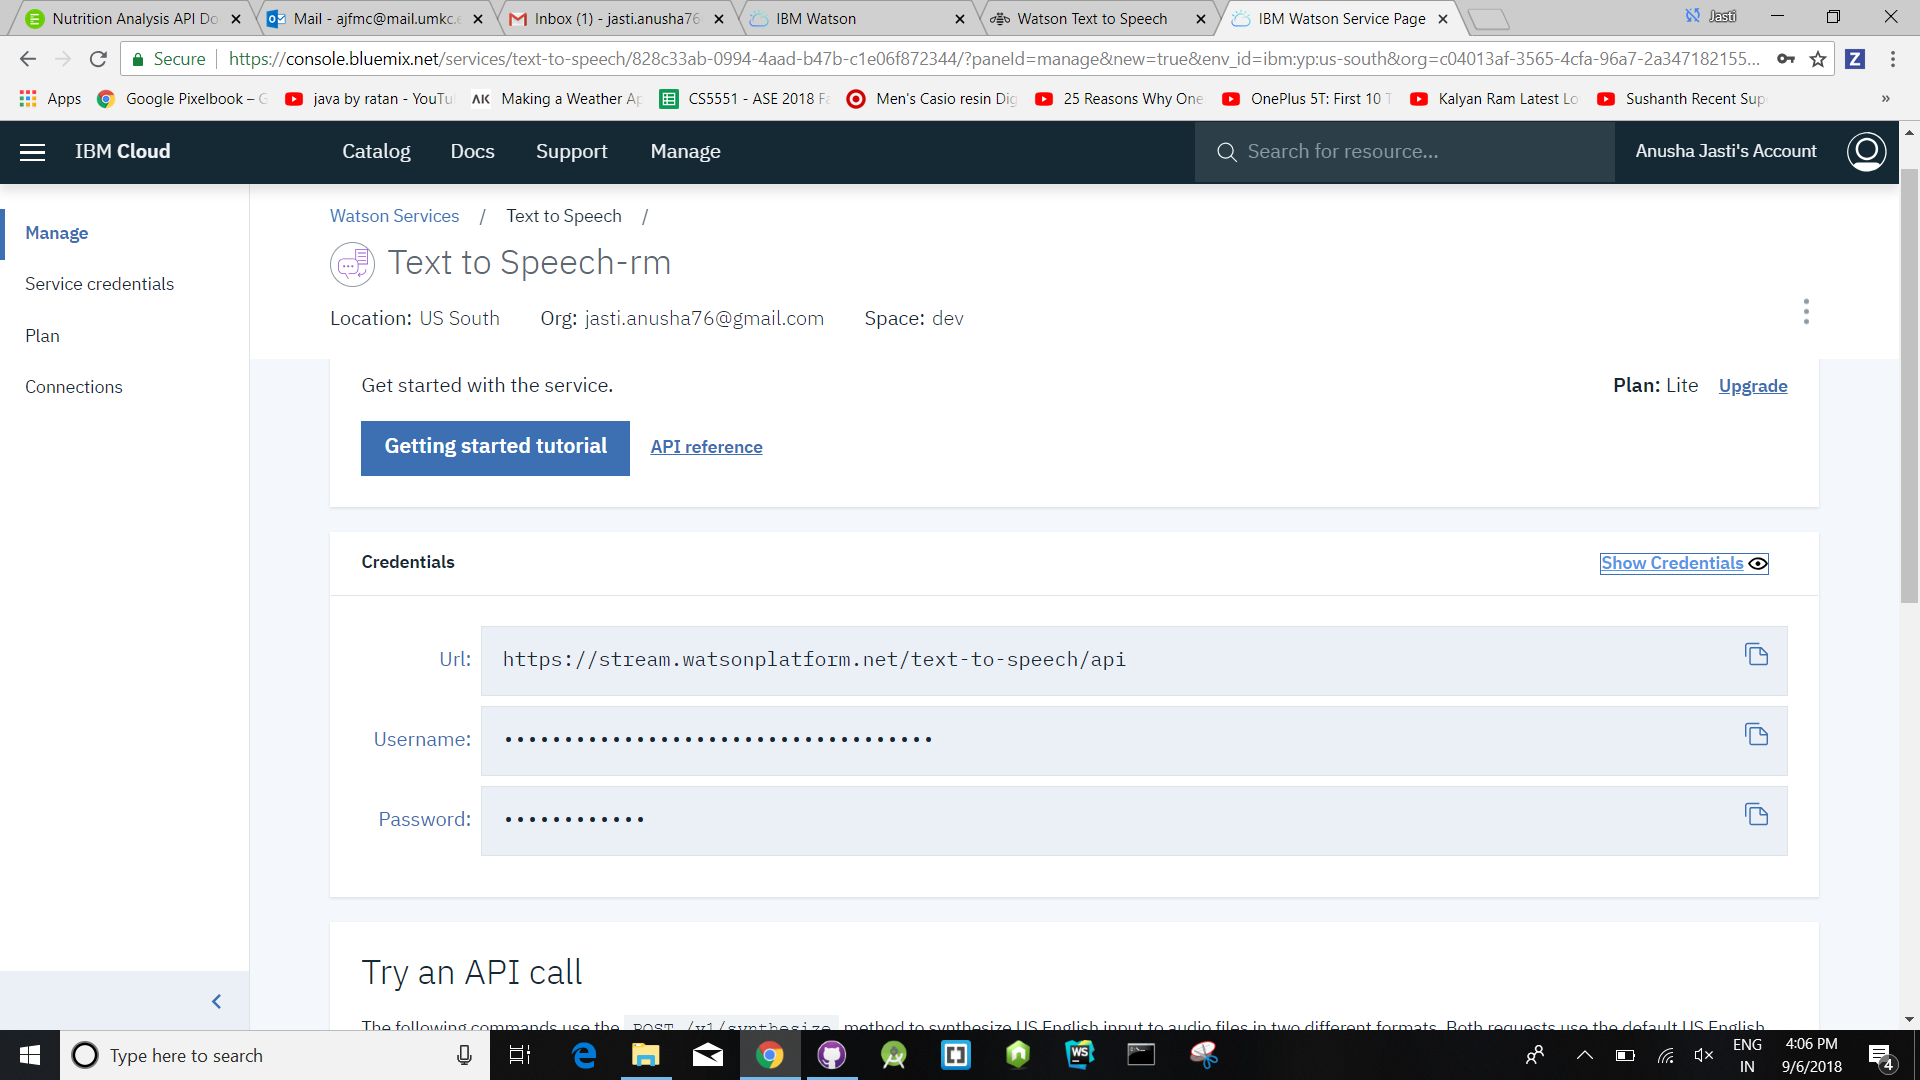 Nutrition Analysis API Do
Mail - ajfmc@mail.umkc.e
Inbox (1) - jasti.anusha76
IBM Watson
Watson Text to Speech
IBM Watson Service Page
Jasti
Secure
https://console.bluemix.net/services/text-to-speech/828c33ab-0994-4aad-b47b-c1e06f872344/?paneId=manage&new=true&env_id=ibm:yp:us-south&org=c04013af-3565-4cfa-96a7-2a347182155...
Apps
Google Pixelbook – G
java by ratan - YouTu
AK Making a Weather Ap
CS5551 - ASE 2018 Fa
Men's Casio resin Dig
25 Reasons Why One
OnePlus 5T: First 10 T
Kalyan Ram Latest Lo
Sushanth Recent Sup
»
IBM Cloud
Catalog
Docs
Support
Manage
Search for resource...
Anusha Jasti's Account
Manage
Service credentials
Plan
Connections
Watson Services / Text to Speech /
Text to Speech-rm
Location: US South
Org: jasti.anusha76@gmail.com
Space: dev
Get started with the service.
Plan: Lite Upgrade
Getting started tutorial
API reference
Credentials
Show Credentials
Url: https://stream.watsonplatform.net/text-to-speech/api
Username: ••••••••••••••••••••••••••••••••••••
Password: ••••••••••••
Try an API call
The following commands use the POST /v1/synthesize method to synthesize US English input to audio files in two different formats. Both requests use the default US English
Type here to search
WS
ENG
IN
4:06 PM
9/6/2018
4